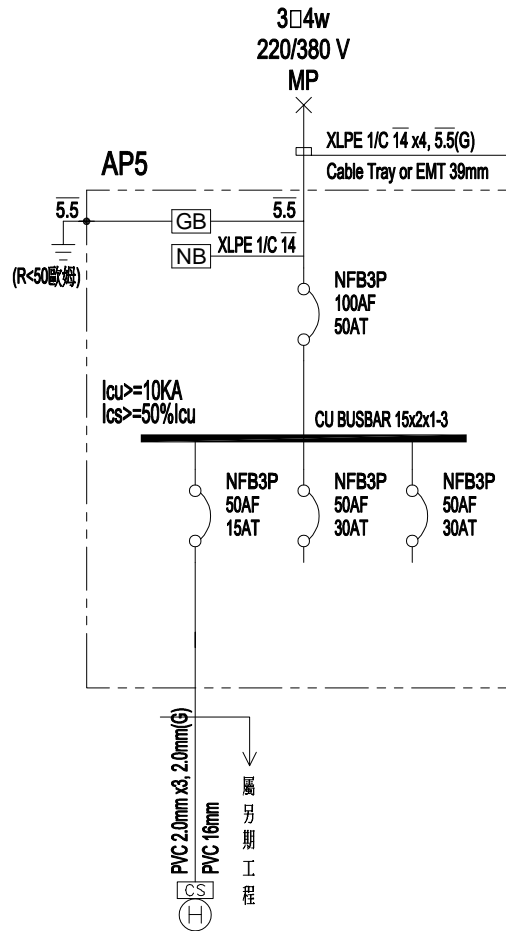 3□4w
220/380 V
MP
XLPE 1/C 14 x4, 5.5(G)
Cable Tray or EMT 39mm
AP5
5.5
GB
5.5
NB
XLPE 1/C 14
(R<50歐姆)
NFB3P
100AF
50AT
Icu>=10KA
Ics>=50%Icu
CU BUSBAR 15x2x1-3
NFB3P
50AF
15AT
NFB3P
50AF
30AT
NFB3P
50AF
30AT
PVC 2.0mm x3, 2.0mm(G)
PVC 16mm
屬另期工程
CS
H